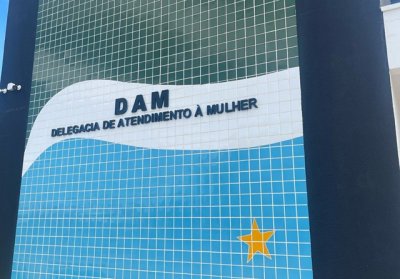 DAM
DELEGACIA DE ATENDIMENTO À MULHER